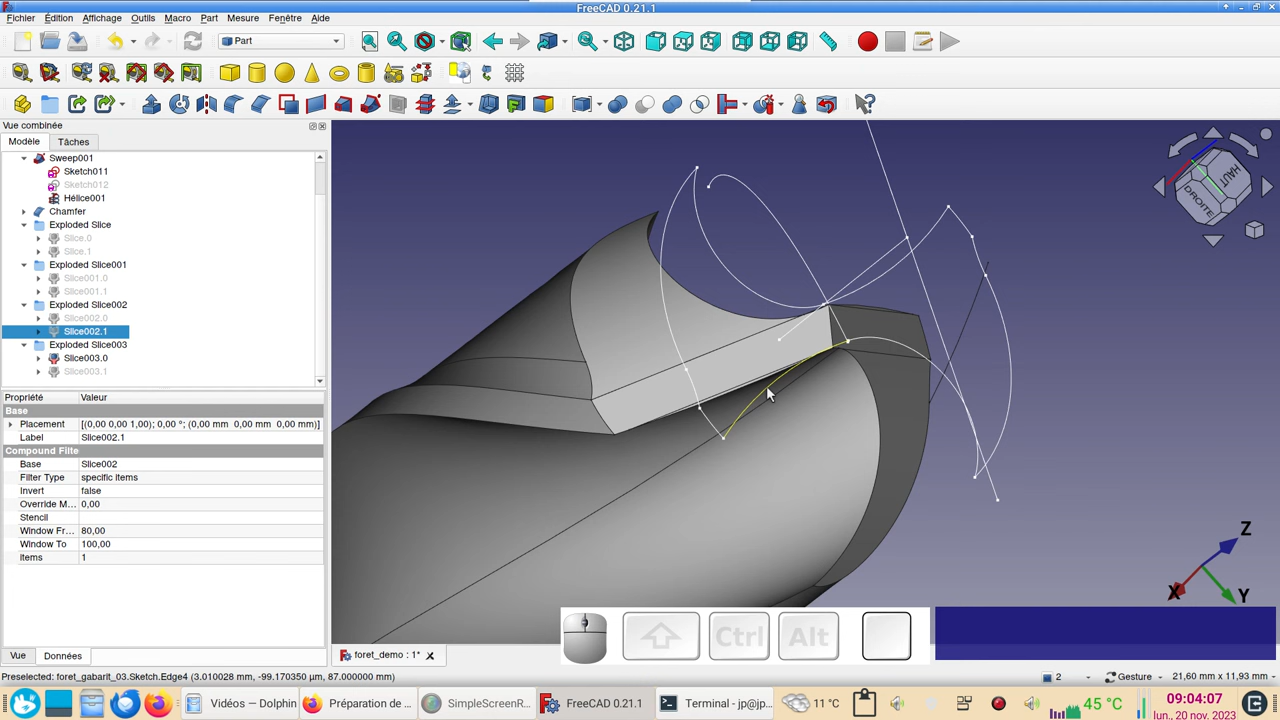 FreeCAD 0.21.1
Fichier Édition Affichage Outils Macro Part Mesure Fenêtre Aide
Part
Vue combinée
Modèle Tâches
Sweep001
Sketch011
Sketch012
Hélice001
Chamfer
Exploded Slice
Slice.0
Slice.1
Exploded Slice001
Slice001.0
Slice001.1
Exploded Slice002
Slice002.0
Slice002.1
Exploded Slice003
Slice003.0
Slice003.1
Propriété Valeur
Base
Placement [(0,00 0,00 1,00); 0,00 °; (0,00 mm 0,00 mm 0,00 mm)]
Label Slice002.1
Compound Filte
Base Slice002
Filter Type specific items
Invert false
Override M... 0,00
Stencil
Window Fr... 80,00
Window To 100,00
Items 1
Vue Données
HAUT
DROITE
Z
X Y
Ctrl Alt
foret_demo : 1*
Preselected: foret_gabarit_03.Sketch.Edge4 (3.010028 mm, -99.170350 µm, 87.000000 mm)
2 Gesture 21,60 mm x 11,93 mm
4 Vidéos — Dolphin Préparation de ... SimpleScreenR... FreeCAD 0.21.1 Terminal - jp@jp... 11 °C 45 °C 09:04:07
lun., 20 nov. 2023